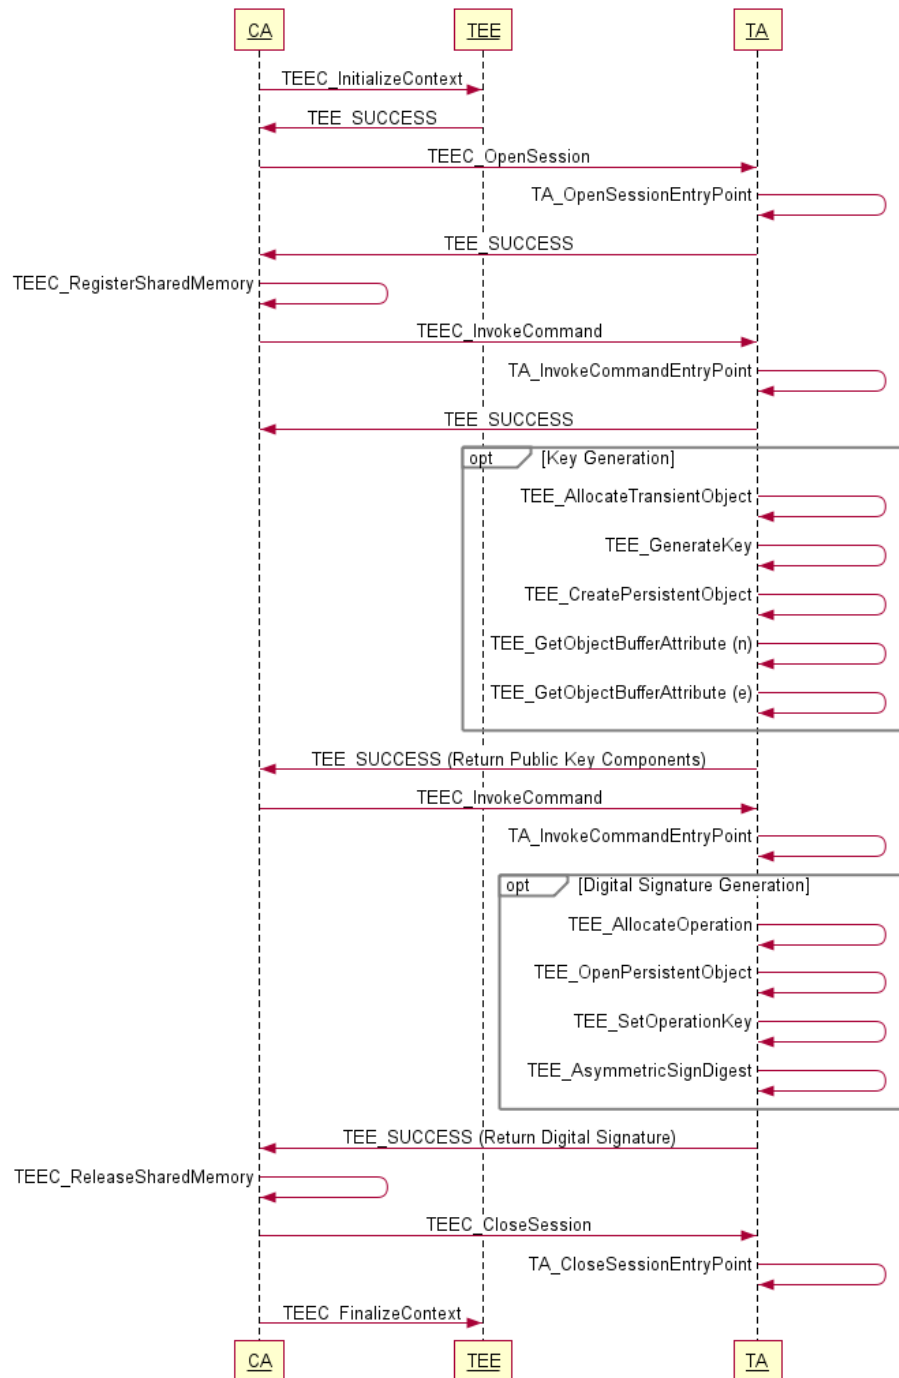 CA TEE TA
TEEC_InitializeContext
TEE_SUCCESS
TEEC_OpenSession
TA_OpenSessionEntryPoint
TEE_SUCCESS
TEEC_RegisterSharedMemory
TEEC_InvokeCommand
TA_InvokeCommandEntryPoint
TEE_SUCCESS
opt [Key Generation]
TEE_AllocateTransientObject
TEE_GenerateKey
TEE_CreatePersistentObject
TEE_GetObjectBufferAttribute (n)
TEE_GetObjectBufferAttribute (e)
TEE_SUCCESS (Return Public Key Components)
TEEC_InvokeCommand
TA_InvokeCommandEntryPoint
opt [Digital Signature Generation]
TEE_AllocateOperation
TEE_OpenPersistentObject
TEE_SetOperationKey
TEE_AsymmetricSignDigest
TEE_SUCCESS (Return Digital Signature)
TEEC_ReleaseSharedMemory
TEEC_CloseSession
TA_CloseSessionEntryPoint
TEEC_FinalizeContext
CA TEE TA